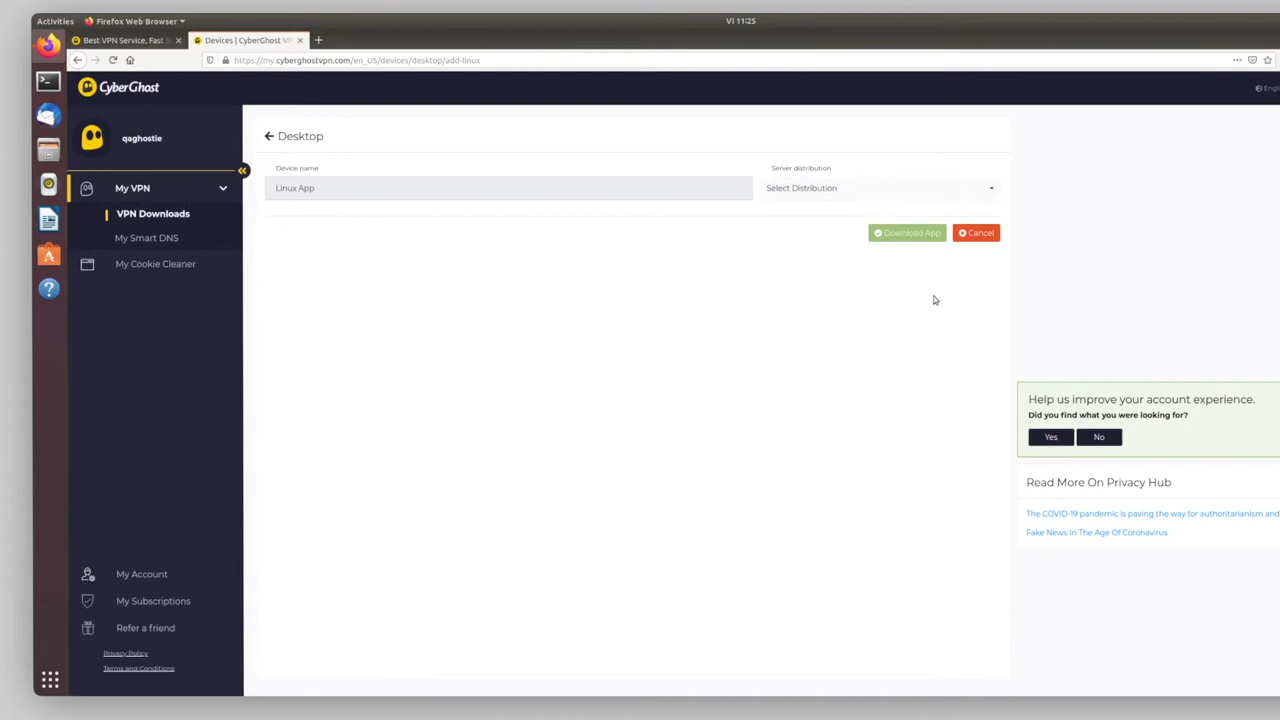 Activities
Firefox Web Browser
Vi 11:25
Best VPN Service, Fast S
Devices | CyberGhost VP
https://my.cyberghostvpn.com/en_US/devices/desktop/add-linux
CyberGhost
Engl
qaghostie
Desktop
Device name
Server distribution
My VPN
Linux App
Select Distribution
VPN Downloads
My Smart DNS
Download App
Cancel
My Cookie Cleaner
Help us improve your account experience.
Did you find what you were looking for?
Yes
No
Read More On Privacy Hub
The COVID-19 pandemic is paving the way for authoritarianism and
Fake News In The Age Of Coronavirus
My Account
My Subscriptions
Refer a friend
Privacy Policy
Terms and Conditions